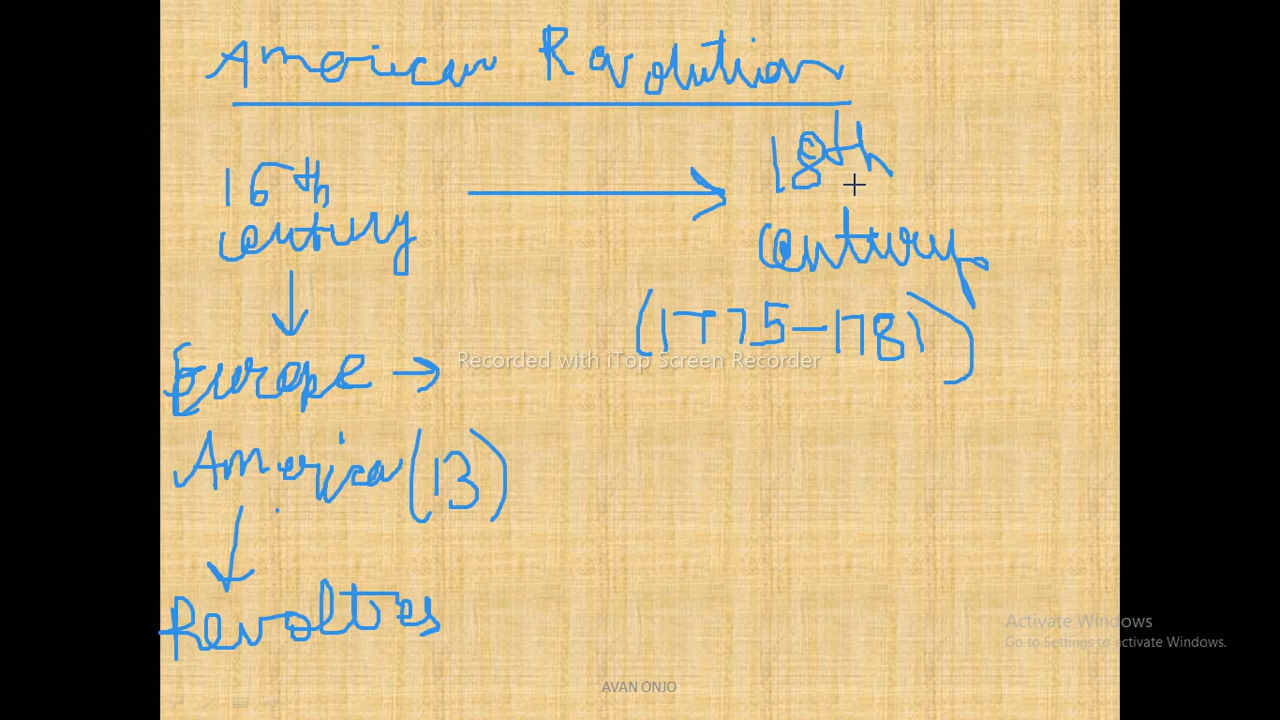 American Revolution
16th
century
18th
century
(1775-1781)
Europe →
America (13)
Revoltes
Recorded with iTop Screen Recorder
Activate Windows
Go to Settings to activate Windows.
AVAN ONJO